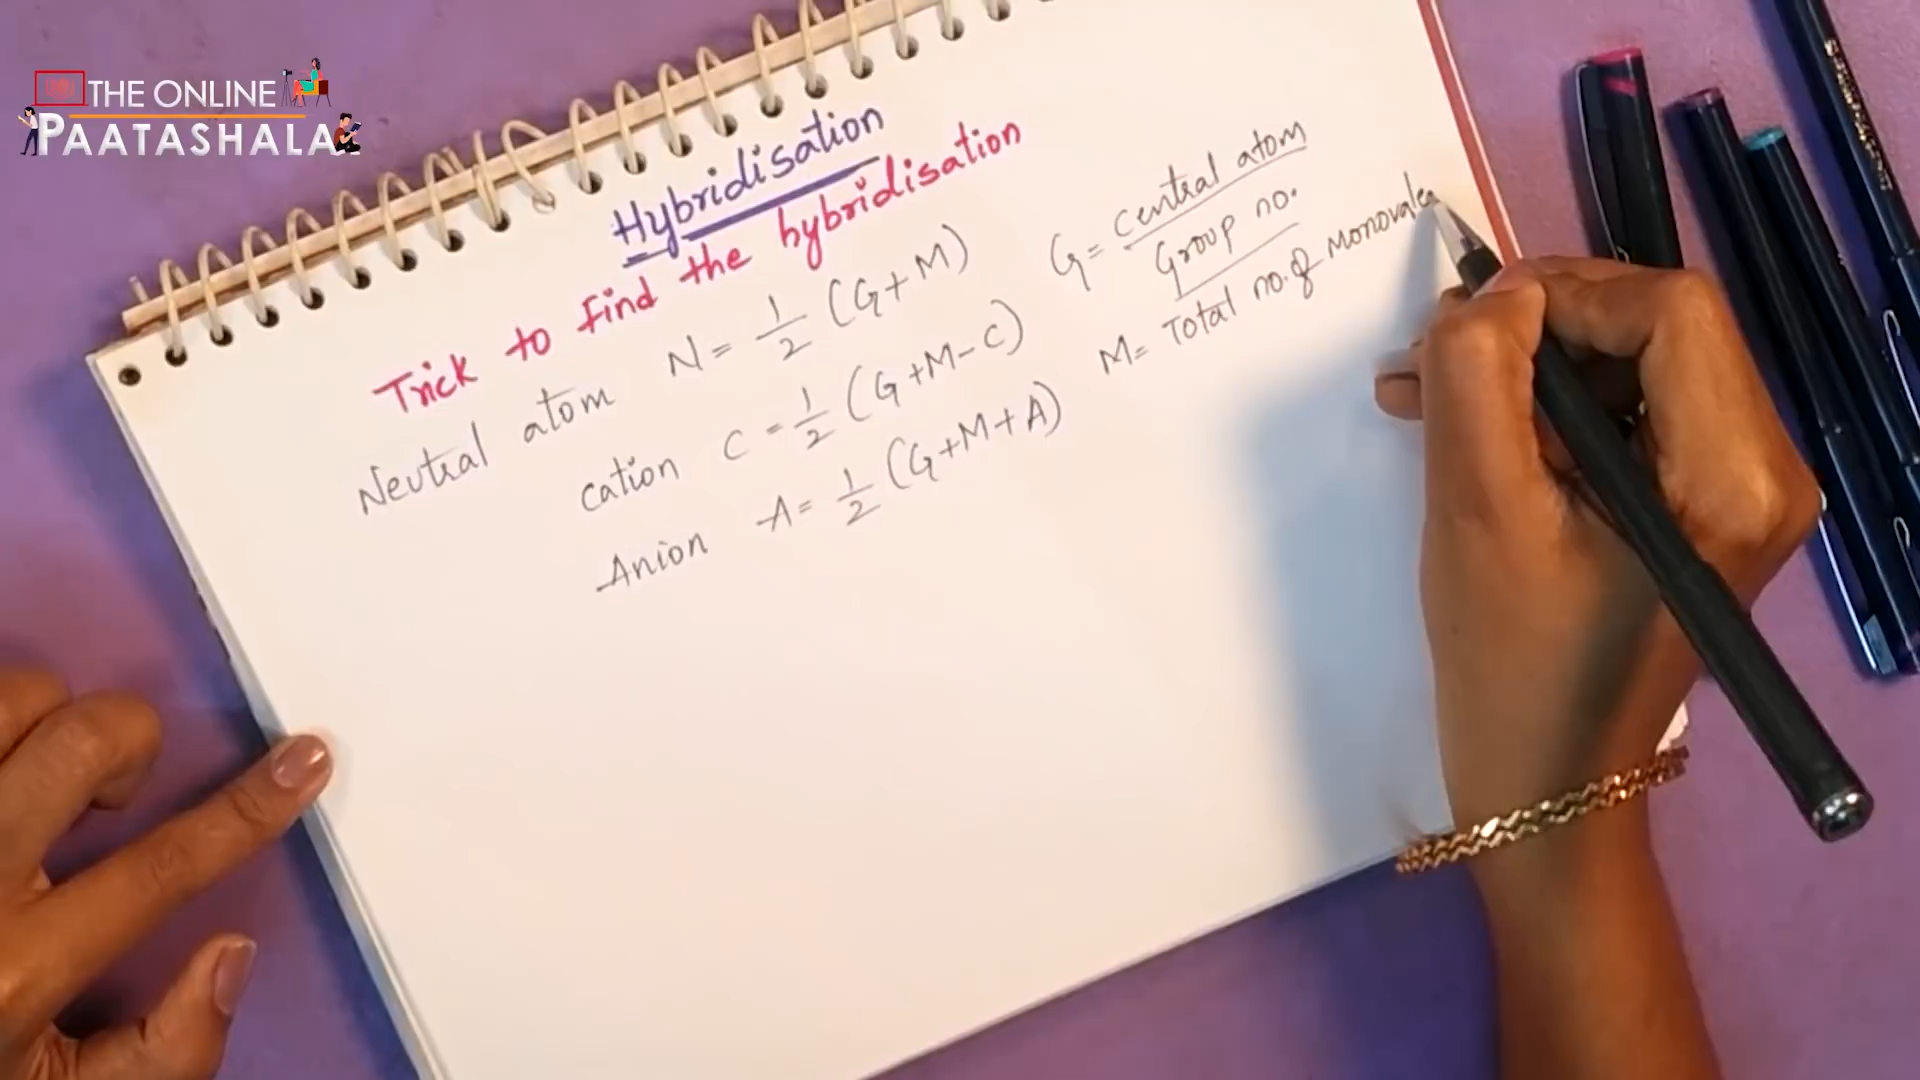 THE ONLINE
PAATASHALA
Hybridisation
Trick to find the hybridisation
Neutral atom N = 1/2 (G+M)
cation C = 1/2 (G+M-C)
Anion A = 1/2 (G+M+A)
G = central atom
Group no.
M = Total no. of Monovale